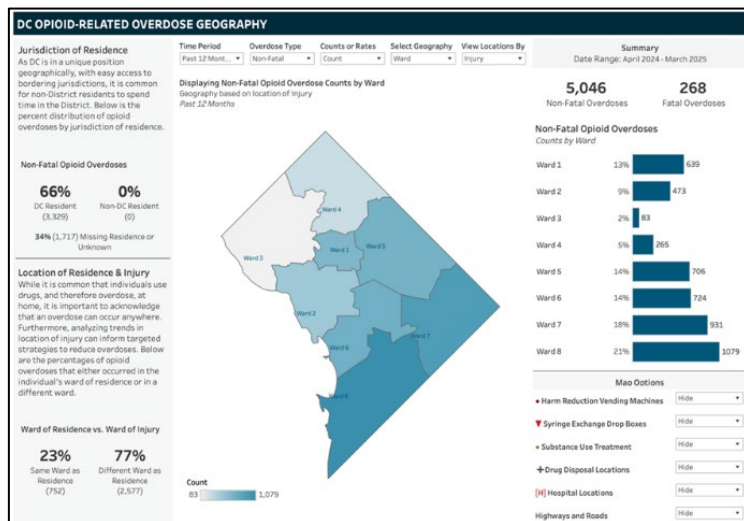 DC OPIOID-RELATED OVERDOSE GEOGRAPHY
Jurisdiction of Residence
As DC is in a unique position
geographically, with easy access to
bordering jurisdictions, it is common
for non-District residents to spend
time in the District. Below is the
percent distribution of opioid
overdoses by jurisdiction of residence.
Non-Fatal Opioid Overdoses
66%
DC Resident
(3,329)
0%
Non-DC Resident
(0)
34% (1,717) Missing Residence or
Unknown
Location of Residence & Injury
While it is common that individuals use
drugs, and therefore overdose, at
home, it is important to acknowledge
that an overdose can occur anywhere.
Furthermore, analyzing trends in
location of injury can inform targeted
strategies to reduce overdoses. Below
are the percentages of opioid
overdoses that either occurred in the
individual's ward of residence or in a
different ward.
Ward of Residence vs. Ward of Injury
23%
Same Ward as
Residence
(752)
77%
Different Ward as
Residence
(2,577)
Time Period
Past 12 Mont...
Overdose Type
Non-Fatal
Counts or Rates
Count
Select Geography
Ward
View Locations By
Injury
Displaying Non-Fatal Opioid Overdose Counts by Ward
Geography based on location of Injury
Past 12 Months
Ward 4
Ward 3
Ward 1
Ward 5
Ward 2
Ward 7
Ward 6
Ward 8
Count
83
1,079
Summary
Date Range: April 2024 - March 2025
5,046
Non-Fatal Overdoses
268
Fatal Overdoses
Non-Fatal Opioid Overdoses
Counts by Ward
Ward 1 13% 639
Ward 2 9% 473
Ward 3 2% 83
Ward 4 5% 265
Ward 5 14% 706
Ward 6 14% 724
Ward 7 18% 931
Ward 8 21% 1079
Map Options
Harm Reduction Vending Machines Hide
Syringe Exchange Drop Boxes Hide
Substance Use Treatment Hide
Drug Disposal Locations Hide
[H] Hospital Locations Hide
Highways and Roads Hide